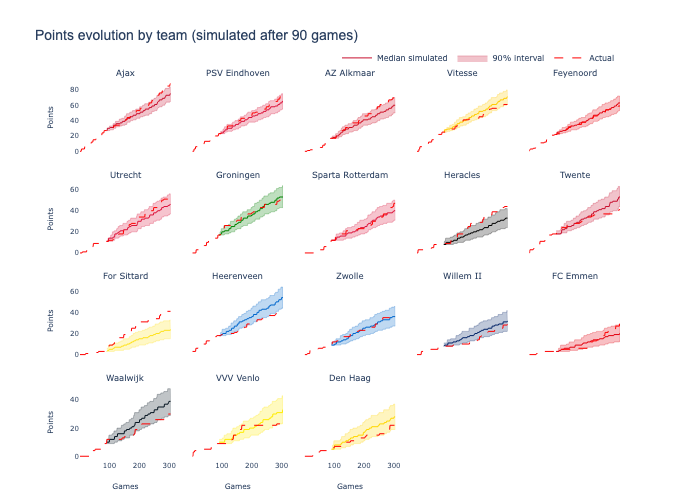 Points evolution by team (simulated after 90 games)
Median simulated 90% interval Actual
Ajax PSV Eindhoven AZ Alkmaar Vitesse Feyenoord
Points
80
60
40
20
0
Utrecht Groningen Sparta Rotterdam Heracles Twente
Points
60
40
20
0
For Sittard Heerenveen Zwolle Willem II FC Emmen
Points
60
40
20
0
Waalwijk VVV Venlo Den Haag
Points
40
20
0
100 200 300 100 200 300 100 200 300
Games Games Games